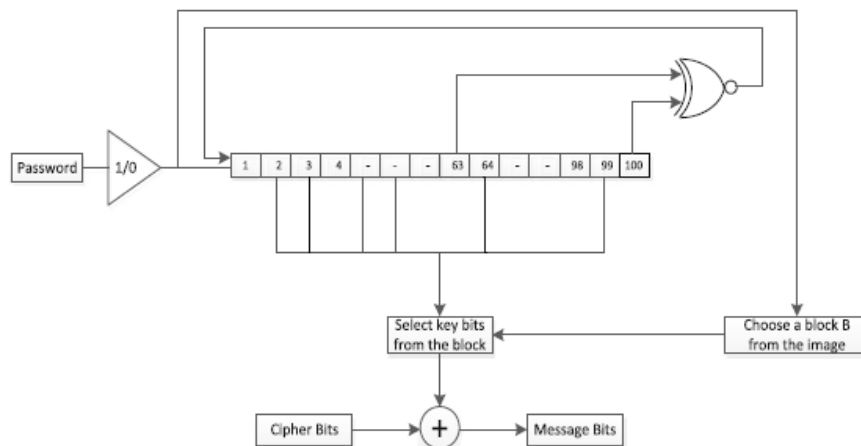 Password
1/0
1 2 3 4 - - - 63 64 - - 98 99 100
Select key bits
from the block
Choose a block B
from the image
Cipher Bits
+
Message Bits